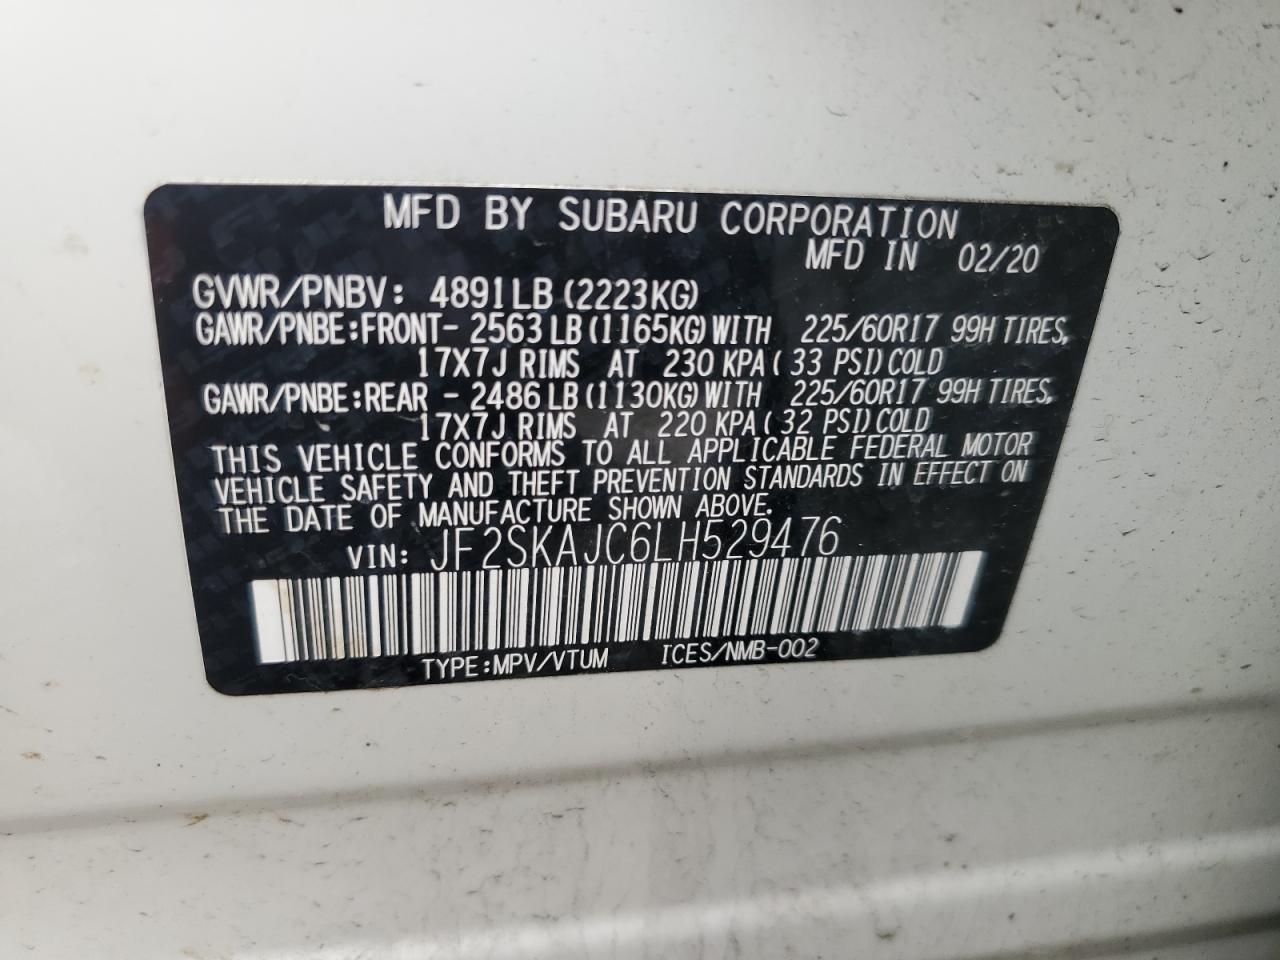 MFD BY SUBARU CORPORATION
MFD IN 02/20
GVWR/PNBV: 4891LB (2223KG)
GAWR/PNBE:FRONT- 2563 LB (1165KG) WITH 225/60R17 99H TIRES,
17X7J RIMS AT 230 KPA ( 33 PSI) COLD
GAWR/PNBE:REAR - 2486 LB (1130KG) WITH 225/60R17 99H TIRES,
17X7J RIMS AT 220 KPA ( 32 PSI) COLD
THIS VEHICLE CONFORMS TO ALL APPLICABLE FEDERAL MOTOR
VEHICLE SAFETY AND THEFT PREVENTION STANDARDS IN EFFECT ON
THE DATE OF MANUFACTURE SHOWN ABOVE.
VIN: JF2SKAJC6LH529476
TYPE:MPV/VTUM ICES/NMB-002